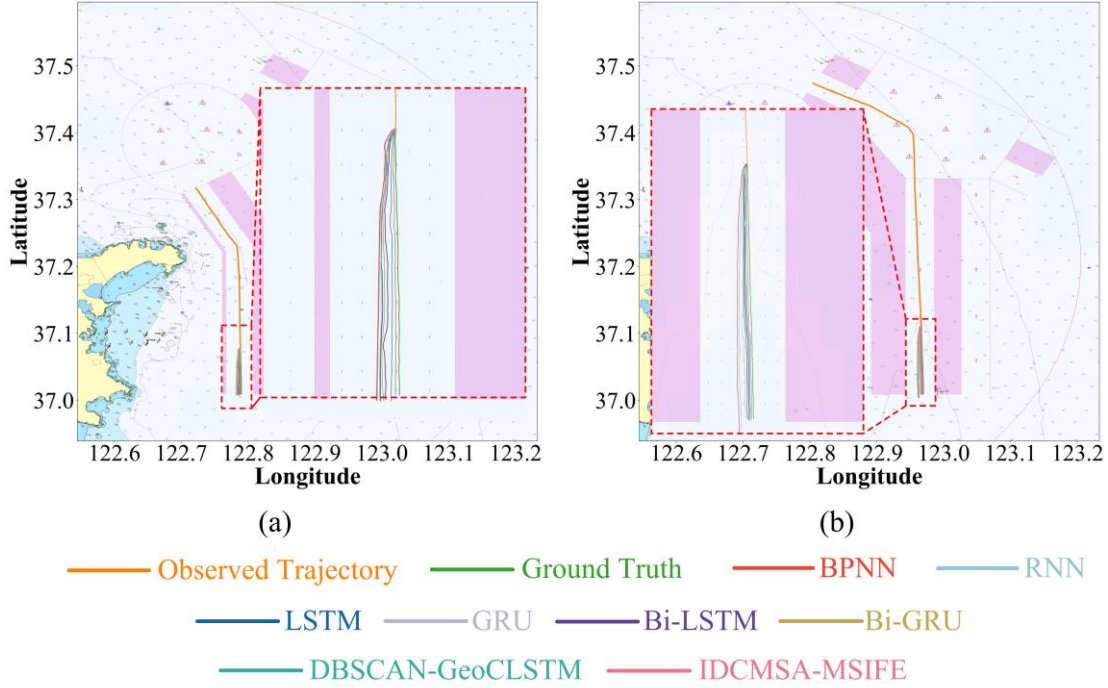 37.5
37.4
37.3
37.2
37.1
37.0
Latitude
122.6 122.7 122.8 122.9 123.0 123.1 123.2
Longitude
(a)
37.5
37.4
37.3
37.2
37.1
37.0
Latitude
122.6 122.7 122.8 122.9 123.0 123.1 123.2
Longitude
(b)
Observed Trajectory Ground Truth BPNN RNN
LSTM GRU Bi-LSTM Bi-GRU
DBSCAN-GeoCLSTM IDCMSA-MSIFE